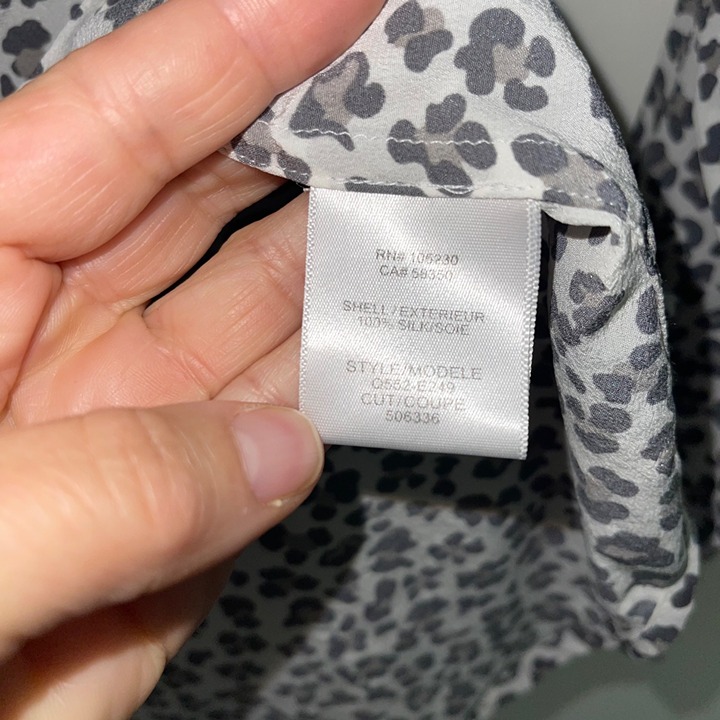 RN# 106230
CA# 58350
SHELL/EXTERIEUR
100% SILK/SOIE
STYLE/MODELE
Q552-E249
CUT/COUPE
506336